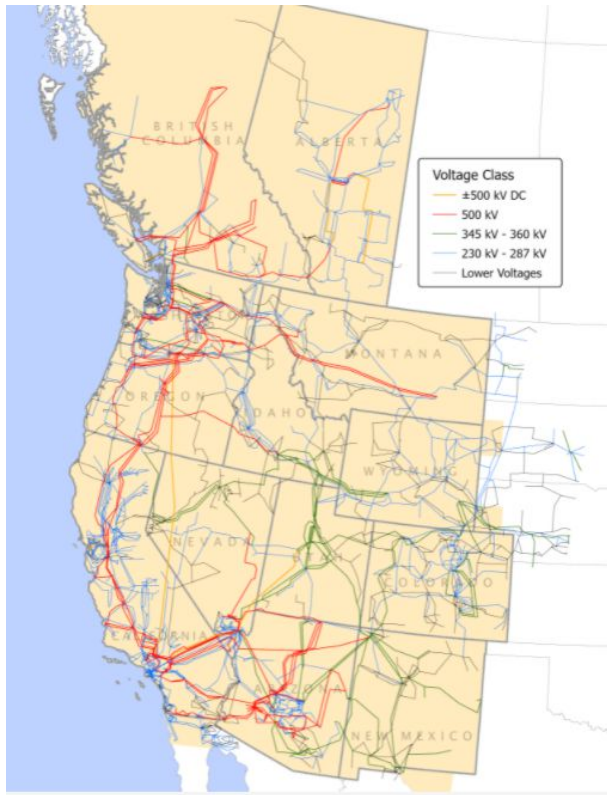 BRITISH
COLUMBIA
ALBERTA
Voltage Class
±500 kV DC
500 kV
345 kV - 360 kV
230 kV - 287 kV
Lower Voltages
MONTANA
OREGON
IDAHO
WYOMING
NEVADA
COLORADO
CALIFORNIA
NEW MEXICO